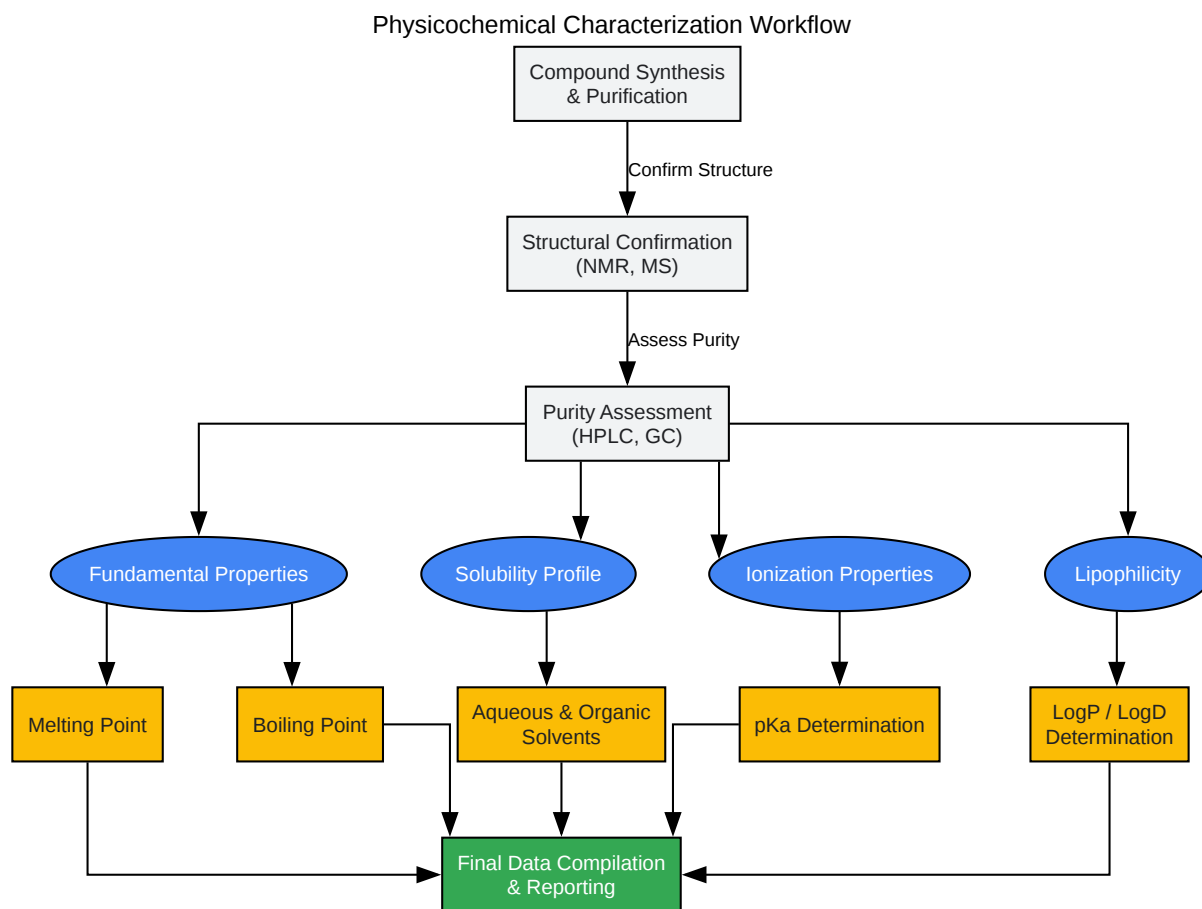 Physicochemical Characterization Workflow
Compound Synthesis
& Purification
Confirm Structure
Structural Confirmation
(NMR, MS)
Assess Purity
Purity Assessment
(HPLC, GC)
Fundamental Properties
Solubility Profile
Ionization Properties
Lipophilicity
Melting Point
Boiling Point
Aqueous & Organic
Solvents
pKa Determination
LogP / LogD
Determination
Final Data Compilation
& Reporting